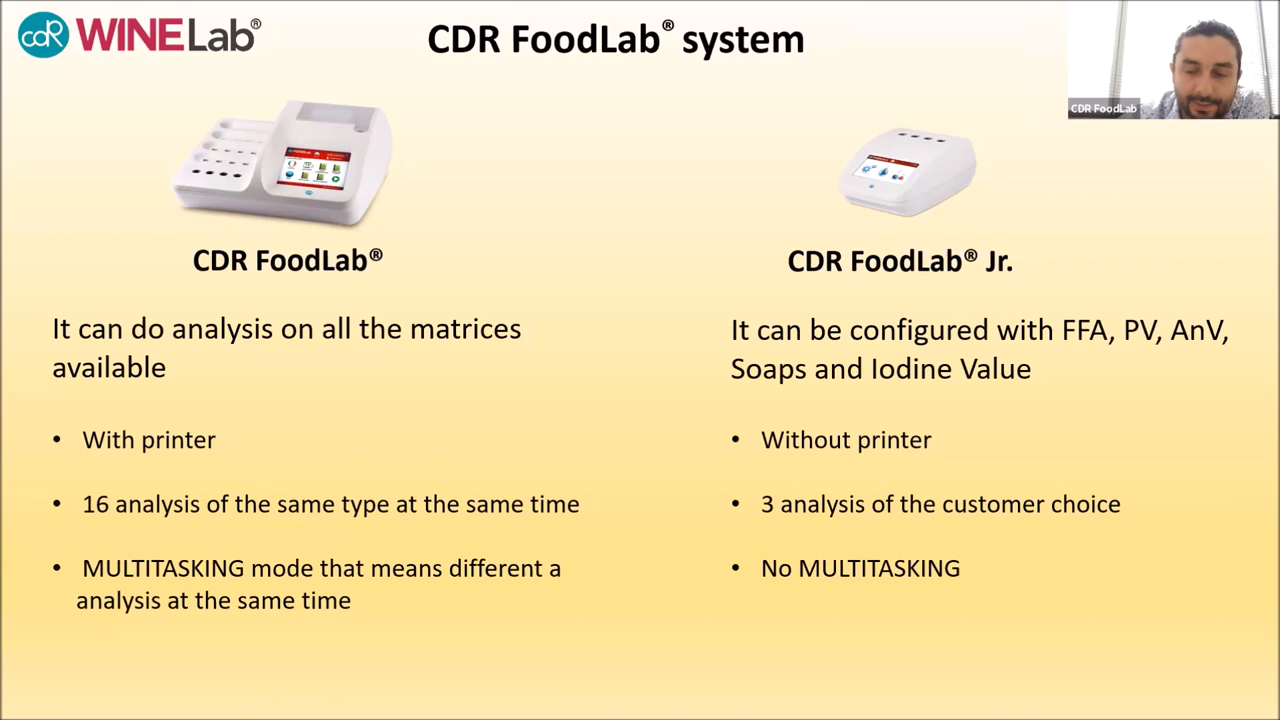 cdR WINELab®
CDR FoodLab® system
CDR FoodLab
CDR FoodLab®
CDR FoodLab® Jr.
It can do analysis on all the matrices
available
• With printer
• 16 analysis of the same type at the same time
• MULTITASKING mode that means different a
analysis at the same time
It can be configured with FFA, PV, AnV,
Soaps and Iodine Value
• Without printer
• 3 analysis of the customer choice
• No MULTITASKING